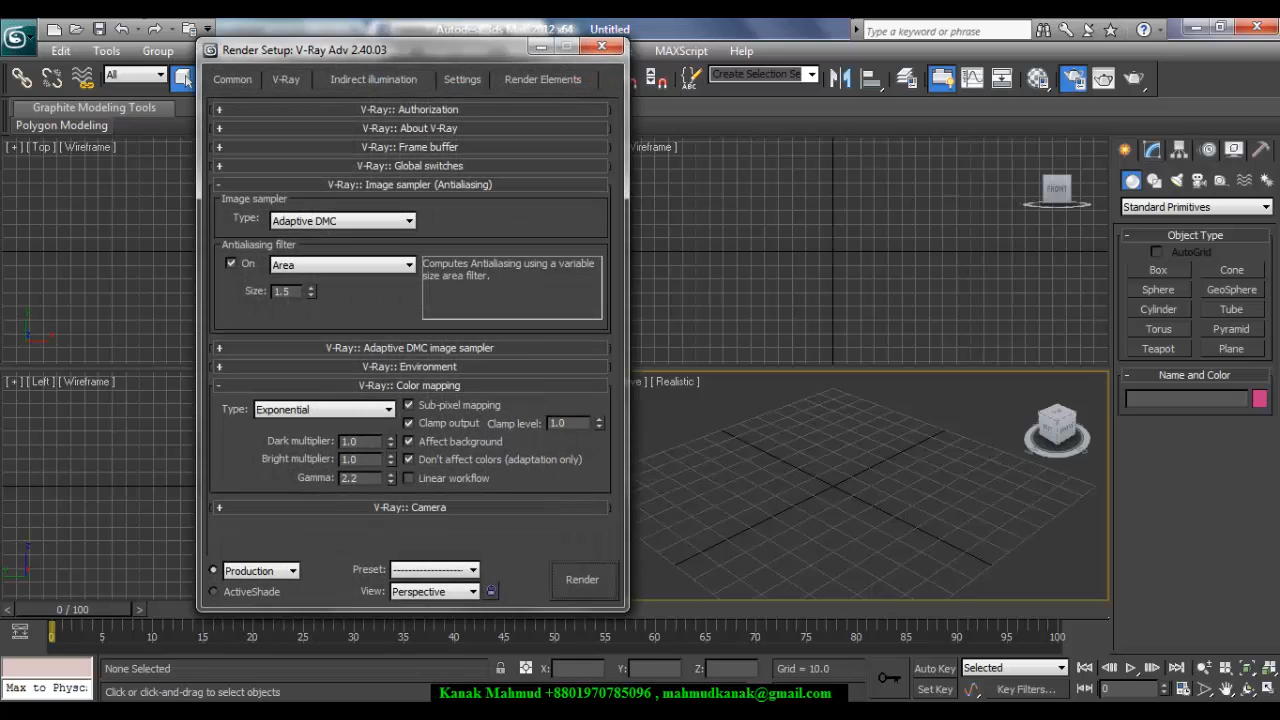 Autodesk 3ds Max 2012 x64 Untitled
Type a keyword or phrase
Edit Tools Group MAXScript Help
Render Setup: V-Ray Adv 2.40.03
All
Create Selection Se
Common V-Ray Indirect illumination Settings Render Elements
Graphite Modeling Tools
Polygon Modeling
V-Ray:: Authorization
V-Ray:: About V-Ray
V-Ray:: Frame buffer
V-Ray:: Global switches
V-Ray:: Image sampler (Antialiasing)
Image sampler
Type: Adaptive DMC
Antialiasing filter
On Area
Computes Antialiasing using a variable
size area filter.
Size: 1.5
V-Ray:: Adaptive DMC image sampler
V-Ray:: Environment
V-Ray:: Color mapping
Type: Exponential
Sub-pixel mapping
Clamp output Clamp level: 1.0
Dark multiplier: 1.0
Affect background
Bright multiplier: 1.0
Don't affect colors (adaptation only)
Gamma: 2.2
Linear workflow
V-Ray:: Camera
Production
Preset: --------------------
Render
ActiveShade
View: Perspective
[ + ] [ Top ] [ Wireframe ]
Wireframe ]
FRONT
[ + ] [ Left ] [ Wireframe ]
[ Realistic ]
Standard Primitives
Object Type
AutoGrid
Box Cone
Sphere GeoSphere
Cylinder Tube
Torus Pyramid
Teapot Plane
Name and Color
< 0 / 100 >
0 5 10 15 20 25 30 35 40 45 50 55 60 65 70 75 80 85 90 95 100
None Selected
X: Y: Z:
Grid = 10.0
Auto Key Selected
Max to Physc
Click or click-and-drag to select objects
Set Key Key Filters...
0
Kanak Mahmud +8801970785096 , mahmudkanak@gmail.com